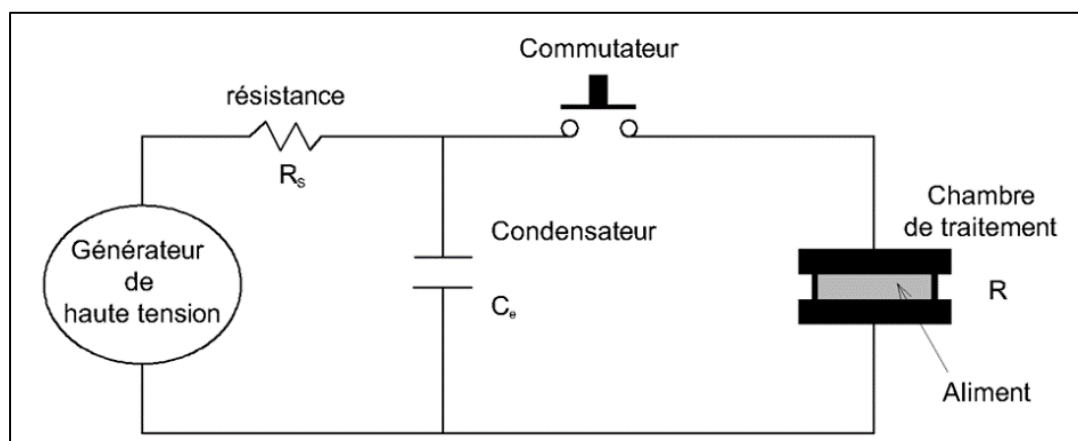 Commutateur
résistance
Rₛ
Chambre
de traitement
Générateur
de
haute tension
Condensateur
Cₑ
R
Aliment